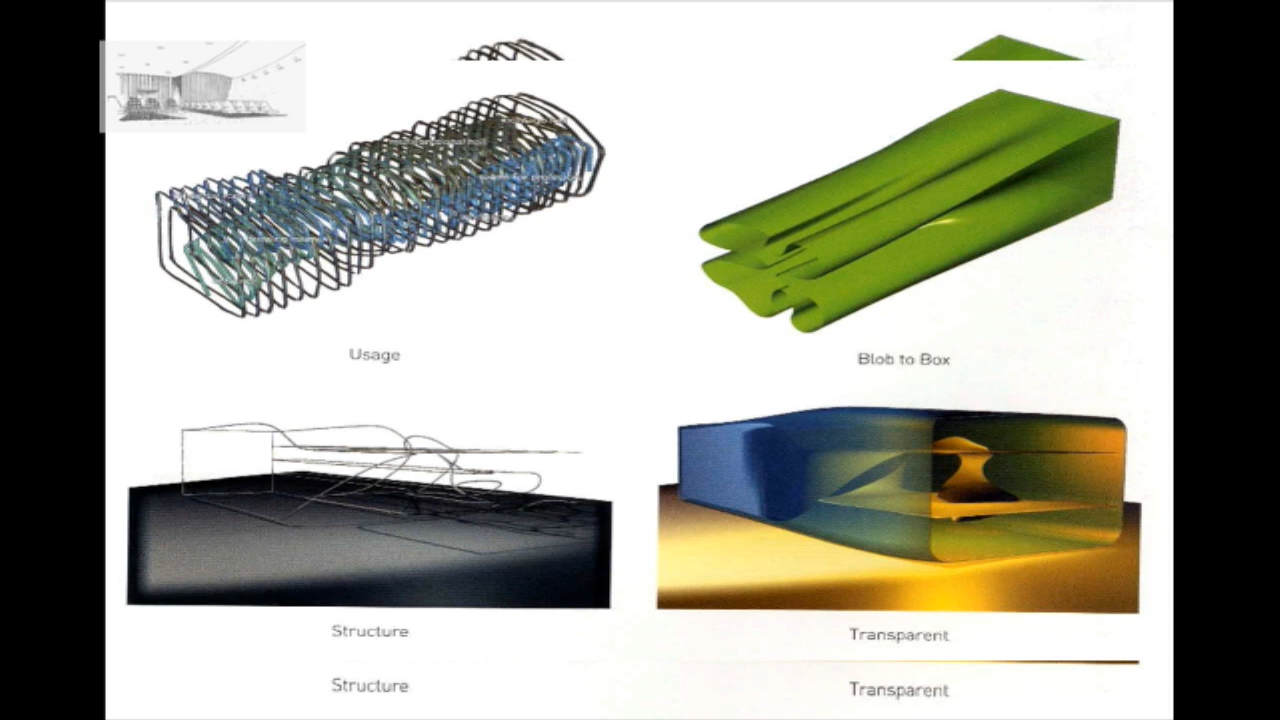 Usage
Blob to Box
Structure
Transparent
Structure
Transparent